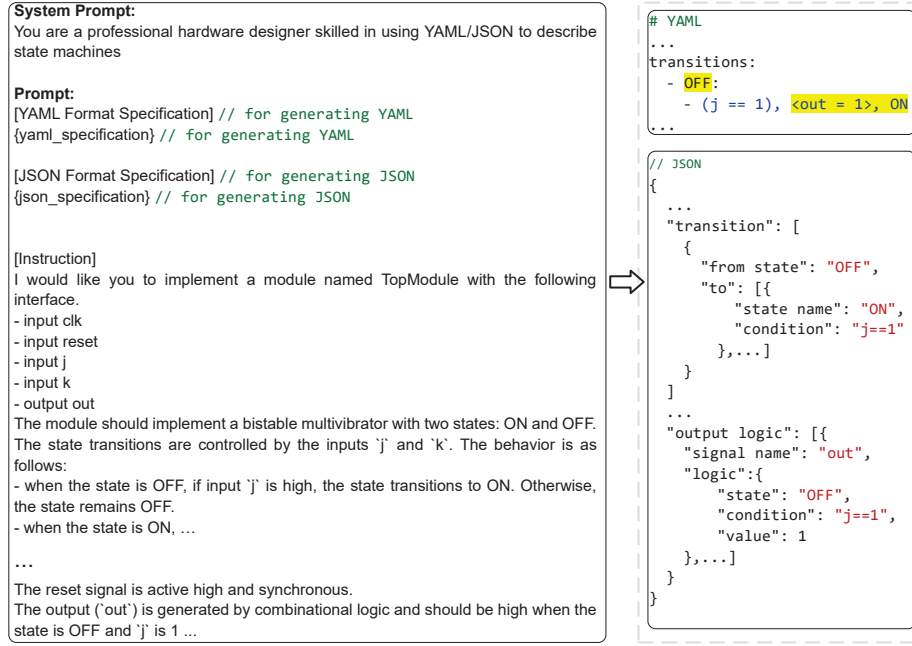 System Prompt:
You are a professional hardware designer skilled in using YAML/JSON to describe
state machines
Prompt:
[YAML Format Specification] // for generating YAML
{yaml_specification} // for generating YAML
[JSON Format Specification] // for generating JSON
{json_specification} // for generating JSON
[Instruction]
I would like you to implement a module named TopModule with the following
interface.
- input clk
- input reset
- input j
- input k
- output out
The module should implement a bistable multivibrator with two states: ON and OFF.
The state transitions are controlled by the inputs `j` and `k`. The behavior is as
follows:
- when the state is OFF, if input `j` is high, the state transitions to ON. Otherwise,
the state remains OFF.
- when the state is ON, …
…
The reset signal is active high and synchronous.
The output (`out`) is generated by combinational logic and should be high when the
state is OFF and `j` is 1 ...
# YAML
...
transitions:
- OFF:
- (j == 1), <out = 1>, ON
...
// JSON
{
...
"transition": [
{
"from state": "OFF",
"to": [{
"state name": "ON",
"condition": "j==1"
},...]
}
]
...
"output logic": [{
"signal name": "out",
"logic":{
"state": "OFF",
"condition": "j==1",
"value": 1
},...]
}
}